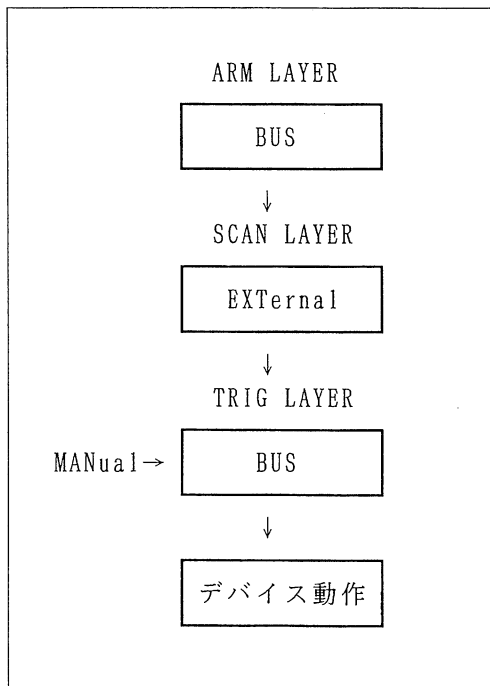 ARM LAYER
BUS
↓
SCAN LAYER
EXTernal
↓
TRIG LAYER
MANual→ BUS
↓
デバイス動作